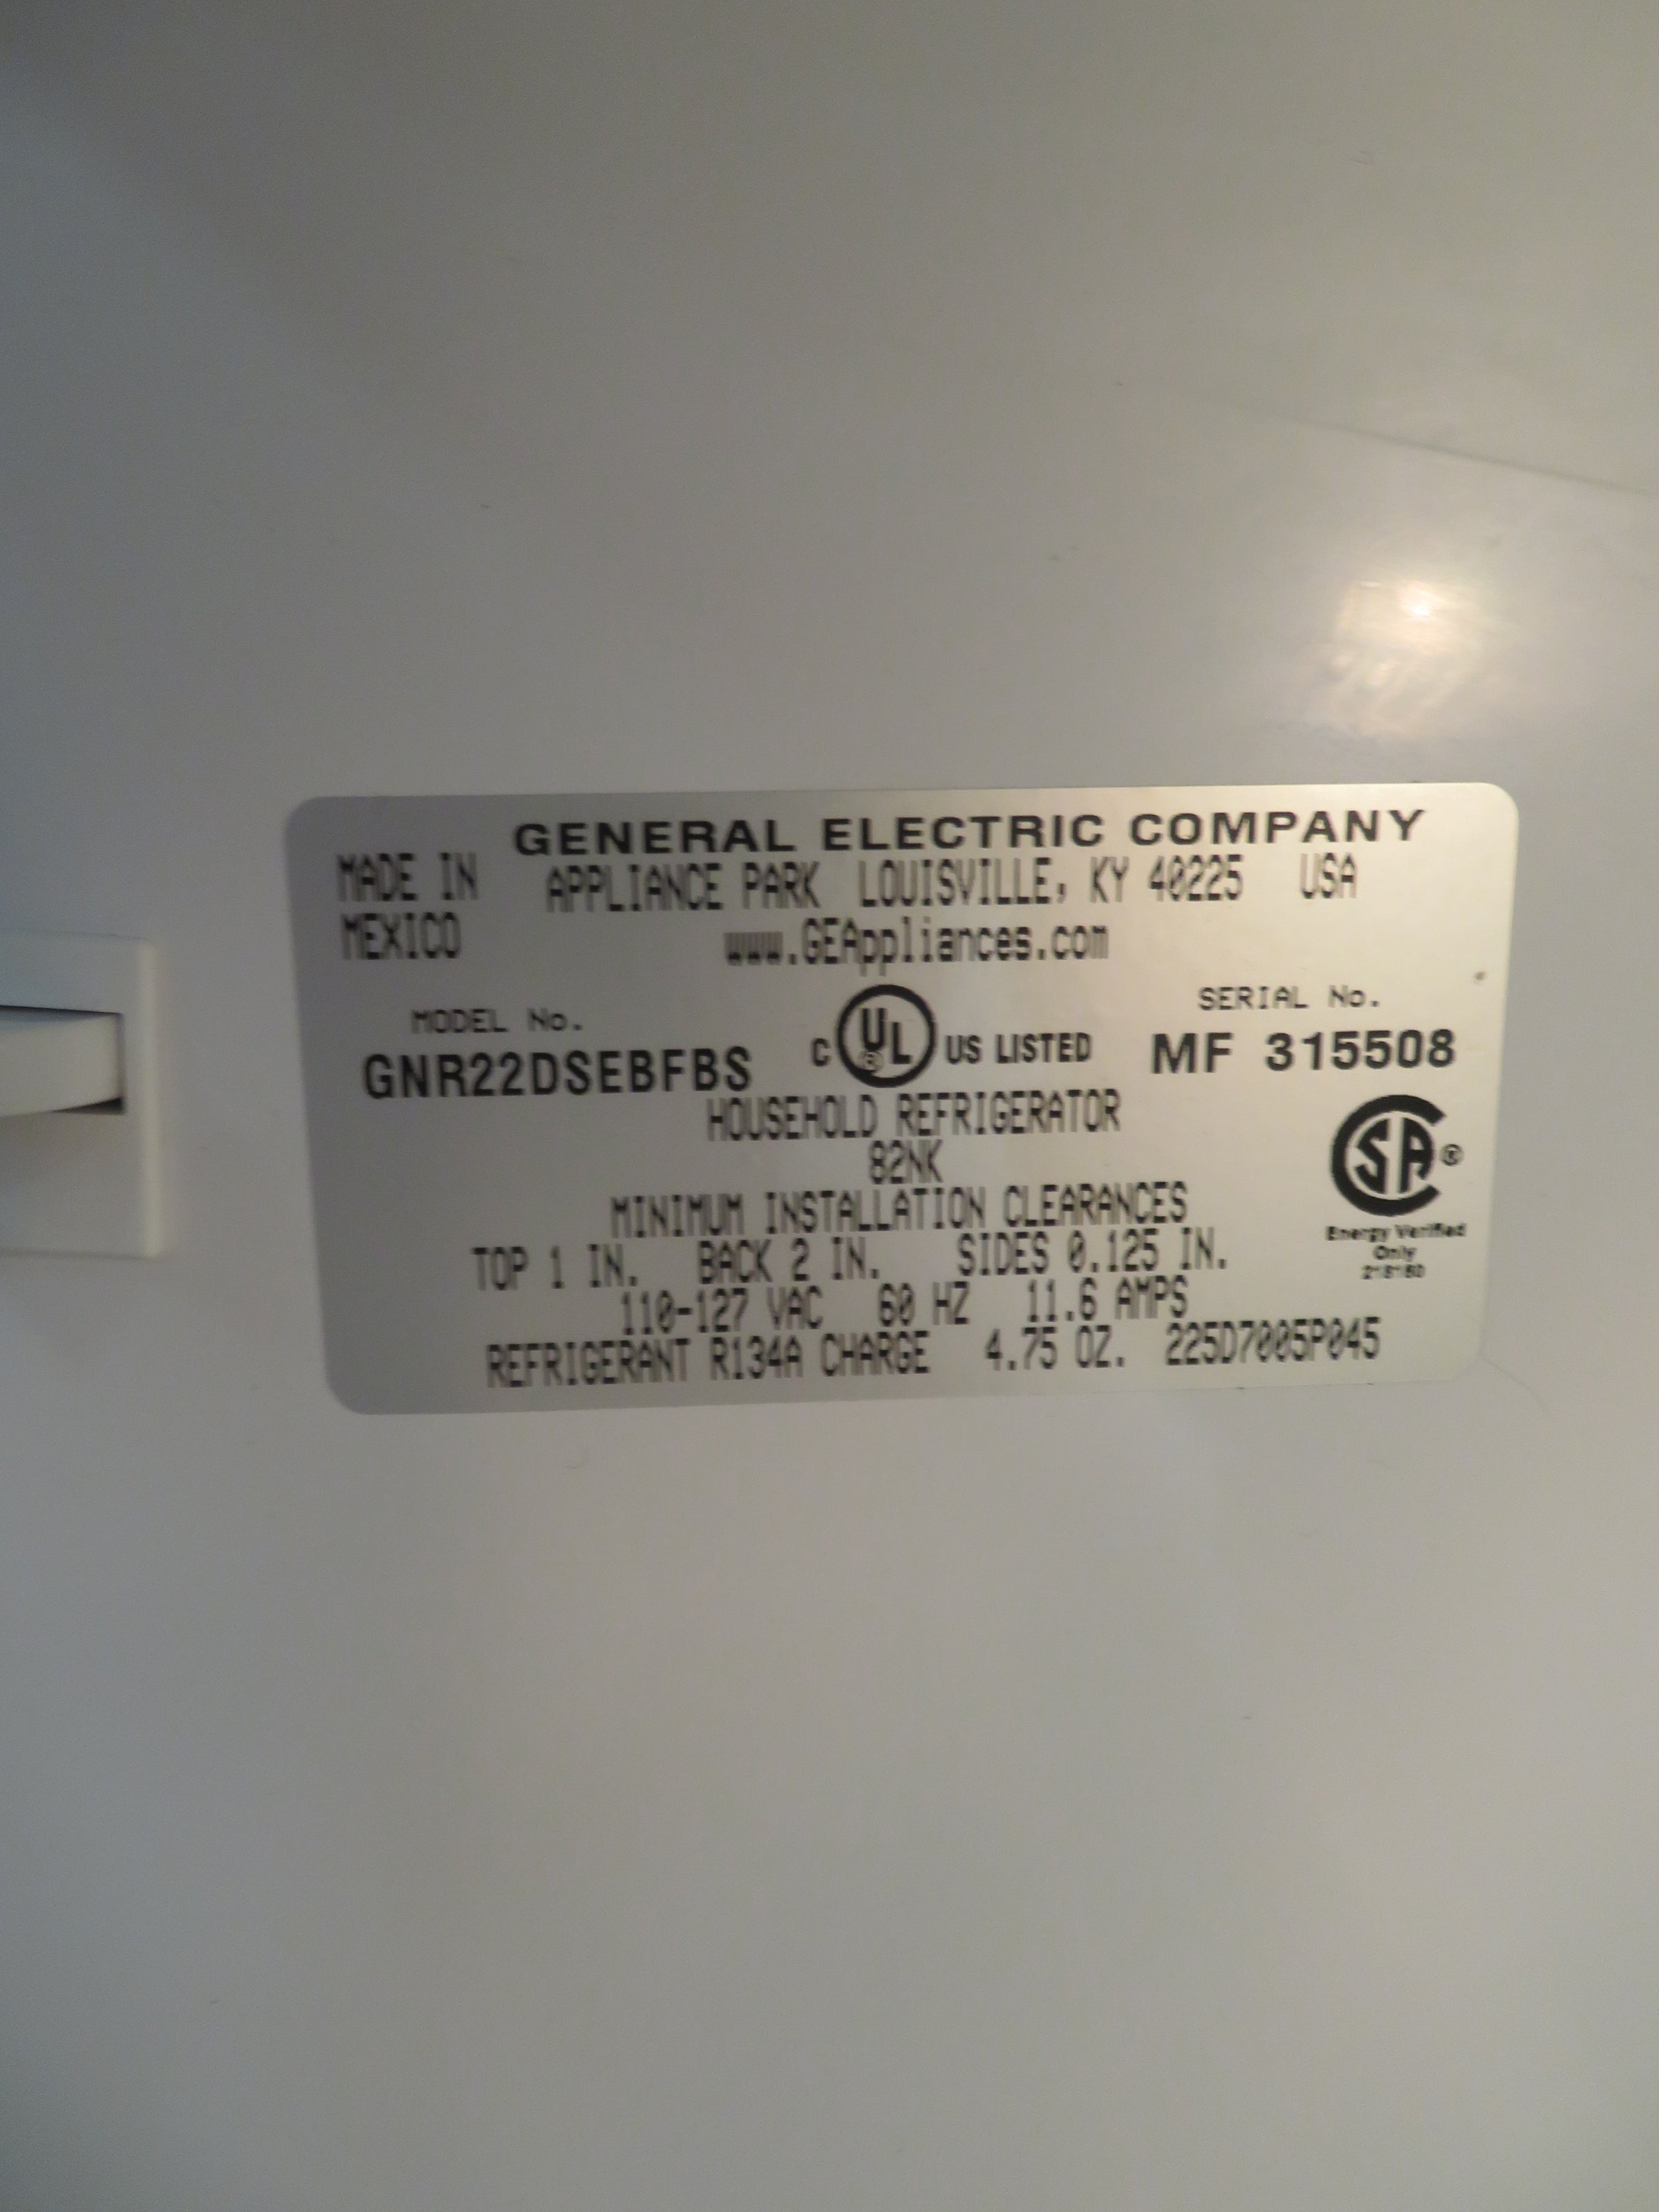 GENERAL ELECTRIC COMPANY
MADE IN APPLIANCE PARK LOUISVILLE, KY 40225 USA
MEXICO www.GEAppliances.com
MODEL No. SERIAL No.
GNR22DSEBFBS C UL ® US LISTED MF 315508
HOUSEHOLD REFRIGERATOR
82NK
SA ®
MINIMUM INSTALLATION CLEARANCES
Energy Verified
Only
TOP 1 IN. BACK 2 IN. SIDES 0.125 IN.
110-127 VAC 60 HZ 11.6 AMPS
REFRIGERANT R134A CHARGE 4.75 OZ. 225D7005P045